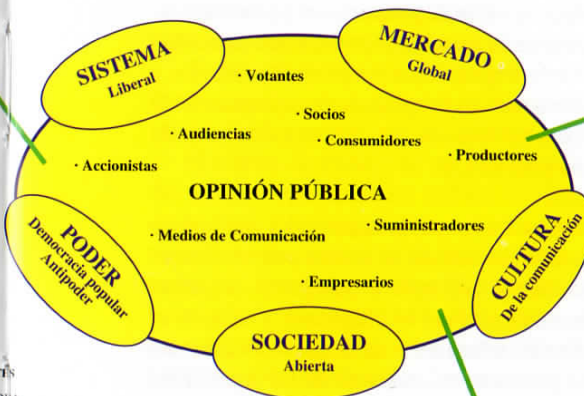 SISTEMA
Liberal
MERCADO
Global
· Votantes
· Socios
· Audiencias
· Consumidores
· Productores
· Accionistas
OPINIÓN PÚBLICA
· Medios de Comunicación
· Suministradores
· Empresarios
PODER
Democracia popular
Antipoder
CULTURA
De la comunicación
SOCIEDAD
Abierta